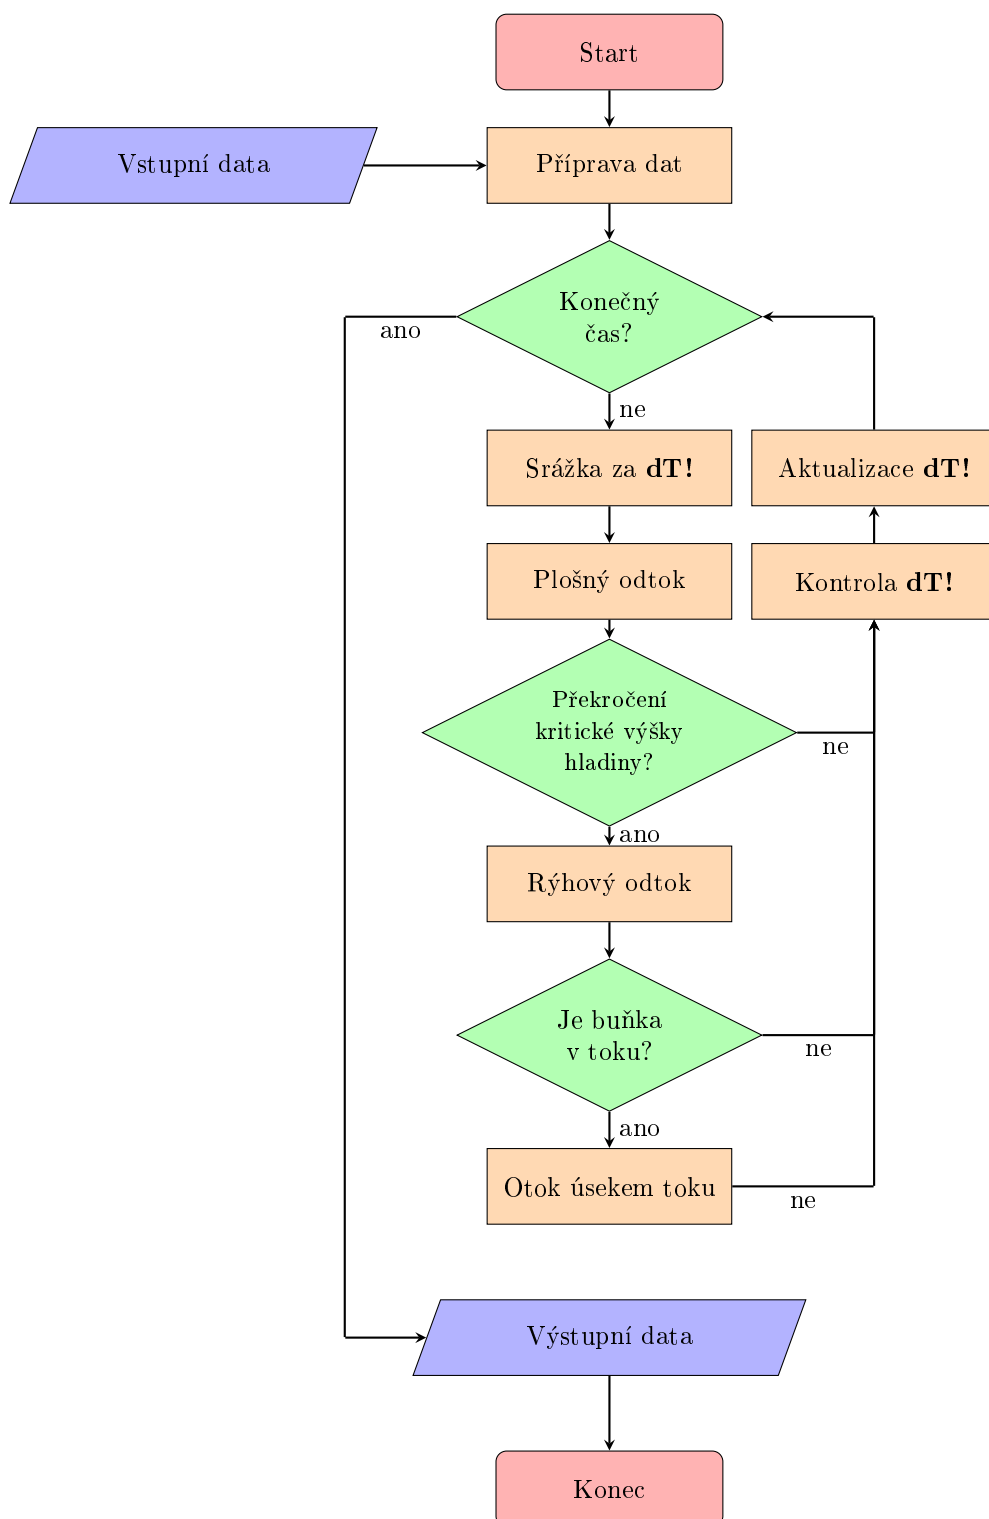 Start
Vstupní data
Příprava dat
Konečný
čas?
ano
ne
Srážka za dT!
Aktualizace dT!
Plošný odtok
Kontrola dT!
Překročení
kritické výšky
hladiny?
ne
ano
Rýhový odtok
Je buňka
v toku?
ne
ano
Otok úsekem toku
ne
Výstupní data
Konec